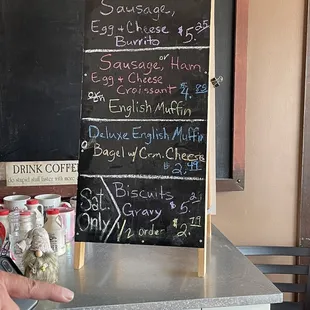 Sausage,
Egg + Cheese $5.25
Burrito
Sausage, or Ham,
Egg + Cheese
Croissant
English Muffin
Deluxe English Muffin
Bagel w/ Crm. Cheese
Sat. Only
Biscuits
Gravy
1/2 order
DRINK COFFEE